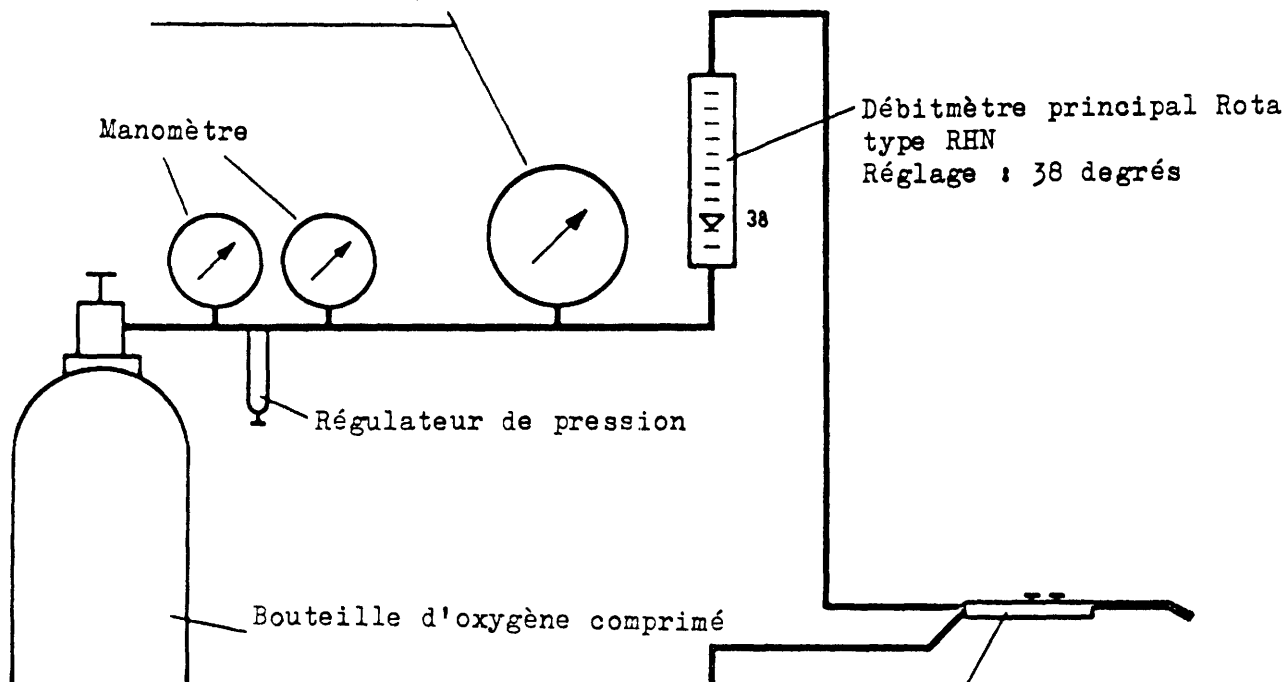 Manomètre
Débitmètre principal Rota
type RHN
Réglage : 38 degrés
38
Régulateur de pression
Bouteille d'oxygène comprimé